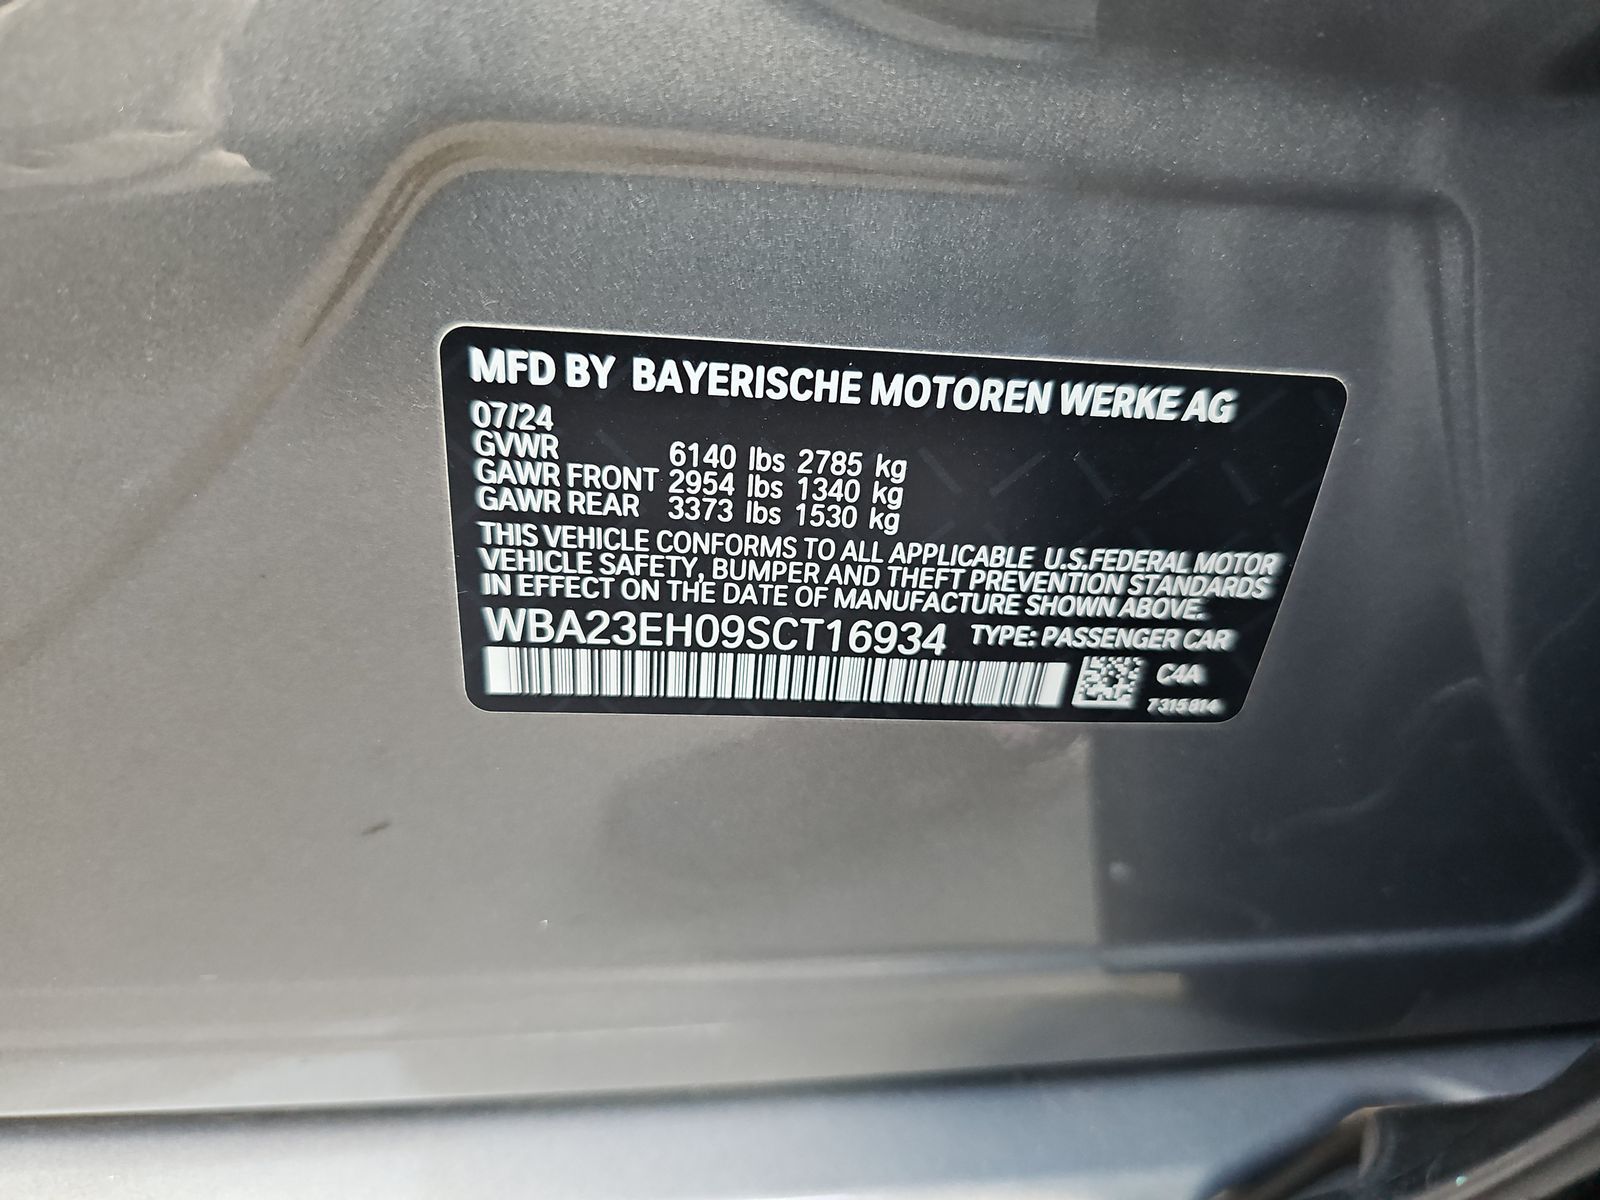 MFD BY BAYERISCHE MOTOREN WERKE AG
07/24
GVWR 6140 lbs 2785 kg
GAWR FRONT 2954 lbs 1340 kg
GAWR REAR 3373 lbs 1530 kg
THIS VEHICLE CONFORMS TO ALL APPLICABLE U.S.FEDERAL MOTOR
VEHICLE SAFETY, BUMPER AND THEFT PREVENTION STANDARDS
IN EFFECT ON THE DATE OF MANUFACTURE SHOWN ABOVE.
WBA23EH09SCT16934 TYPE: PASSENGER CAR
C4A
7315814